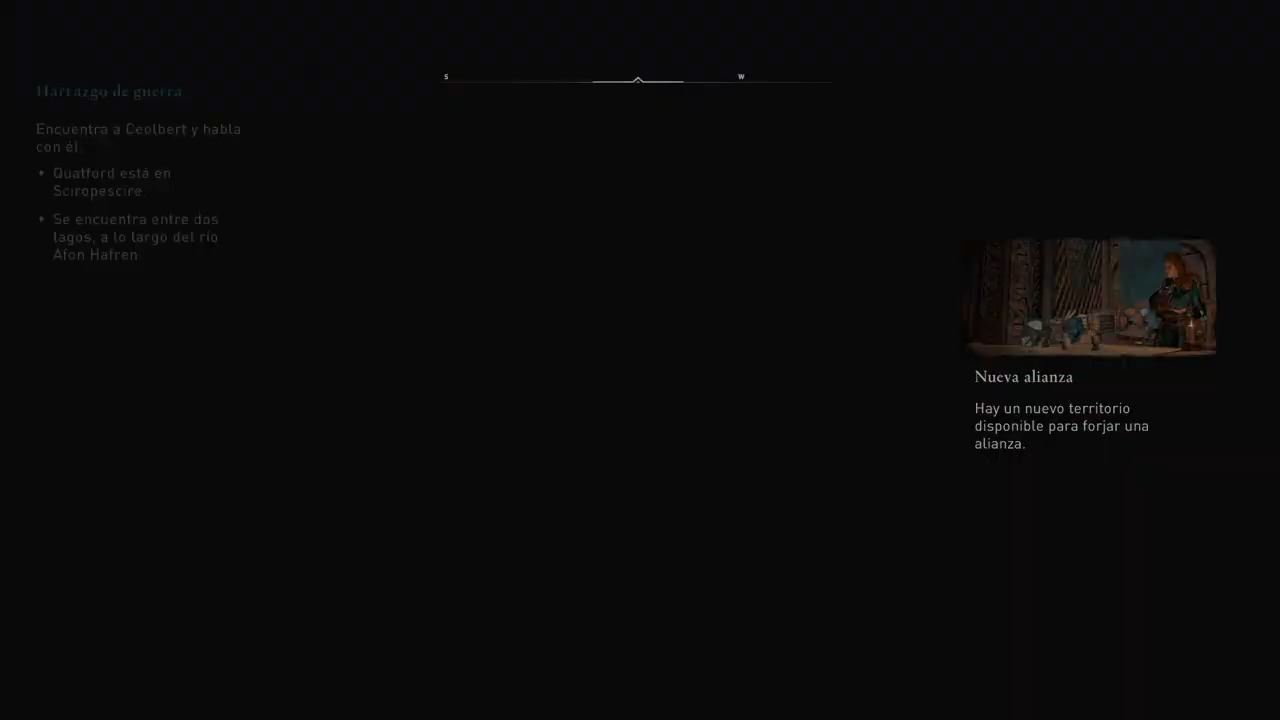 S
W
Hartazgo de guerra
Encuentra a Ceolbert y habla
con él
• Quatford está en
Sciropescire
• Se encuentra entre dos
lagos, a lo largo del río
Afon Hafren
Nueva alianza
Hay un nuevo territorio
disponible para forjar una
alianza.